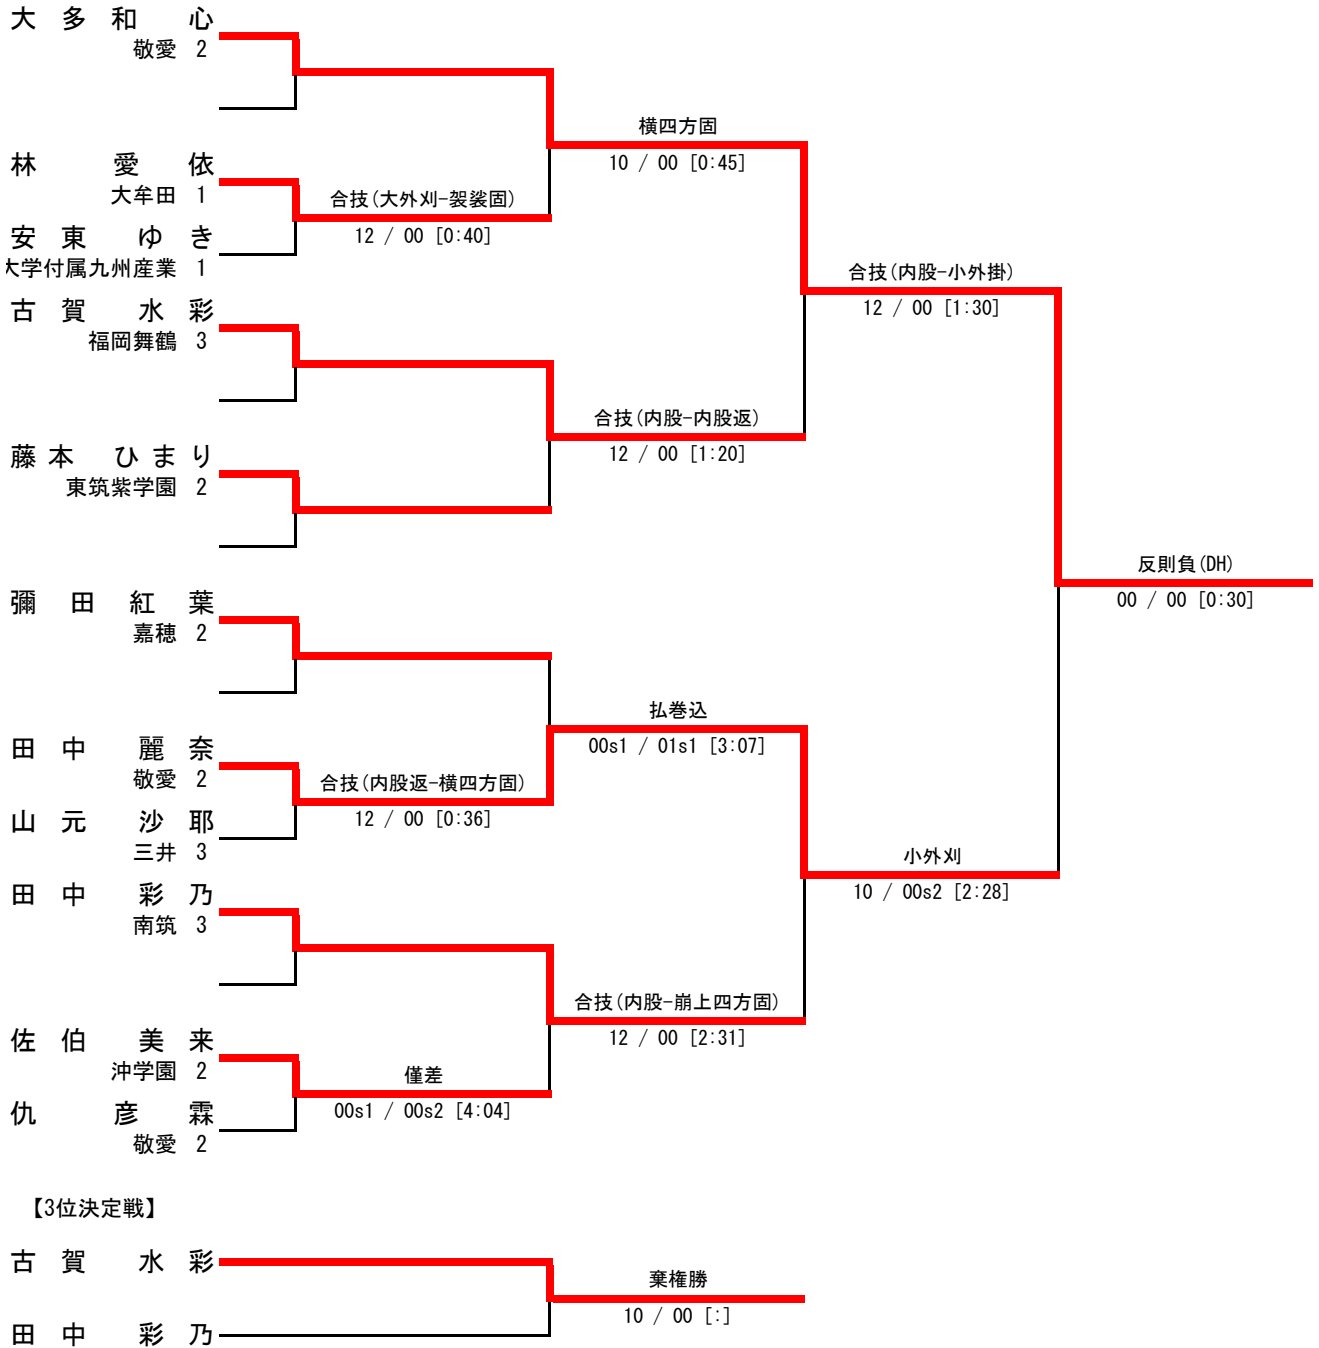 大多和 心
敬愛 2
横四方固
10 / 00 [0:45]
林 愛依
大牟田 1
合技(大外刈-袈裟固)
12 / 00 [0:40]
安東 ゆき
大学付属九州産業 1
合技(内股-小外掛)
12 / 00 [1:30]
古賀 水彩
福岡舞鶴 3
合技(内股-内股返)
12 / 00 [1:20]
藤本 ひまり
東筑紫学園 2
反則負(DH)
00 / 00 [0:30]
彌田 紅葉
嘉穂 2
払巻込
00s1 / 01s1 [3:07]
田中 麗奈
敬愛 2
合技(内股返-横四方固)
12 / 00 [0:36]
山元 沙耶
三井 3
小外刈
10 / 00s2 [2:28]
田中 彩乃
南筑 3
合技(内股-崩上四方固)
12 / 00 [2:31]
佐伯 美来
沖学園 2
僅差
00s1 / 00s2 [4:04]
仇 彦霖
敬愛 2
【3位決定戦】
古賀 水彩
棄権勝
10 / 00 [:]
田中 彩乃